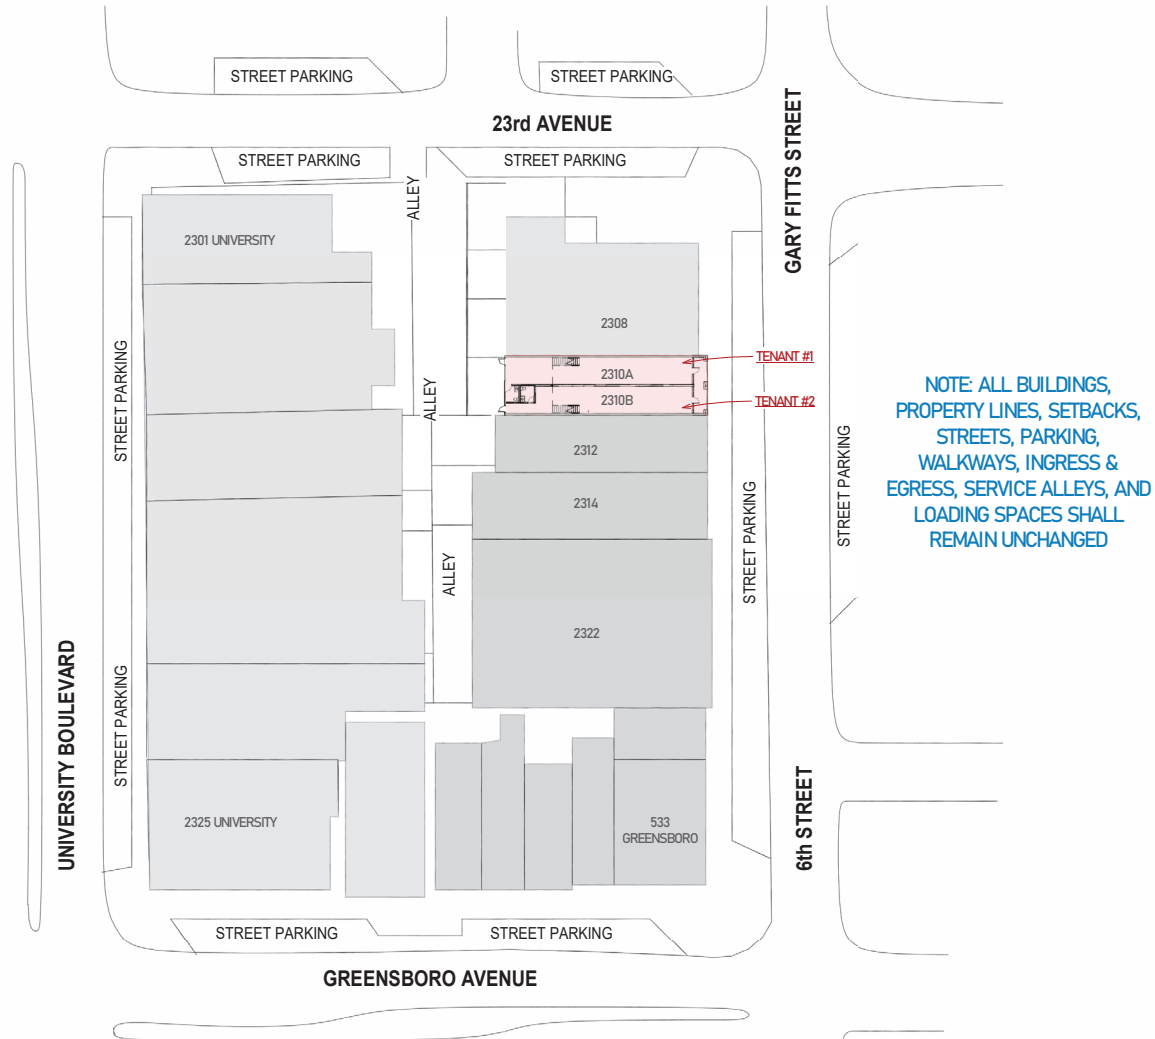 STREET PARKING
STREET PARKING
23rd AVENUE
GARY FITTS STREET
STREET PARKING
STREET PARKING
ALLEY
2301 UNIVERSITY
2308
TENANT #1
2310A
2310B
TENANT #2
ALLEY
STREET PARKING
2312
2314
STREET PARKING
STREET PARKING
NOTE: ALL BUILDINGS,
PROPERTY LINES, SETBACKS,
STREETS, PARKING,
WALKWAYS, INGRESS &
EGRESS, SERVICE ALLEYS, AND
LOADING SPACES SHALL
REMAIN UNCHANGED
ALLEY
2322
UNIVERSITY BOULEVARD
STREET PARKING
2325 UNIVERSITY
533
GREENSBORO
6th STREET
STREET PARKING
STREET PARKING
GREENSBORO AVENUE